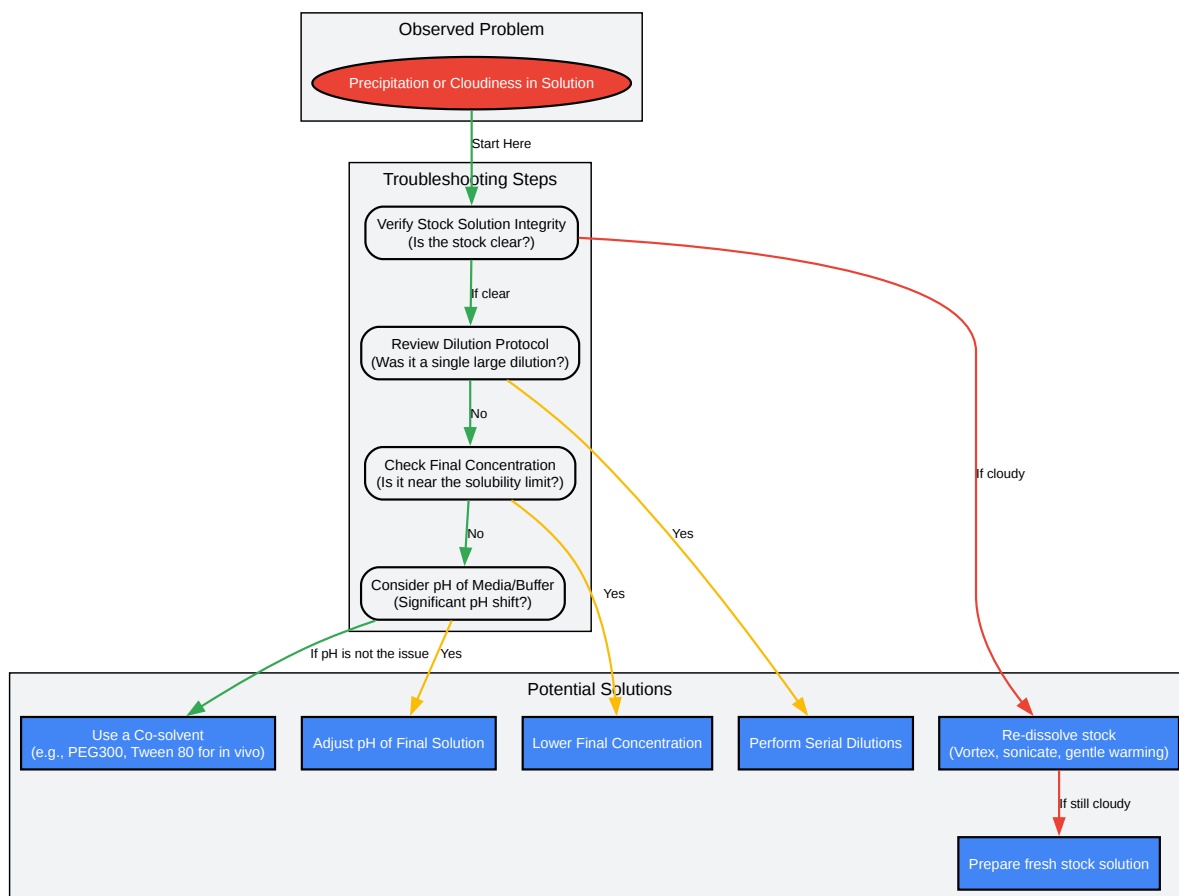 Observed Problem
Precipitation or Cloudiness in Solution
Start Here
Troubleshooting Steps
Verify Stock Solution Integrity
(Is the stock clear?)
If clear
Review Dilution Protocol
(Was it a single large dilution?)
No
Check Final Concentration
(Is it near the solubility limit?)
If cloudy
No
Yes
Consider pH of Media/Buffer
(Significant pH shift?)
Yes
If pH is not the issue
Yes
Potential Solutions
Use a Co-solvent
(e.g., PEG300, Tween 80 for in vivo)
Adjust pH of Final Solution
Lower Final Concentration
Perform Serial Dilutions
Re-dissolve stock
(Vortex, sonicate, gentle warming)
If still cloudy
Prepare fresh stock solution